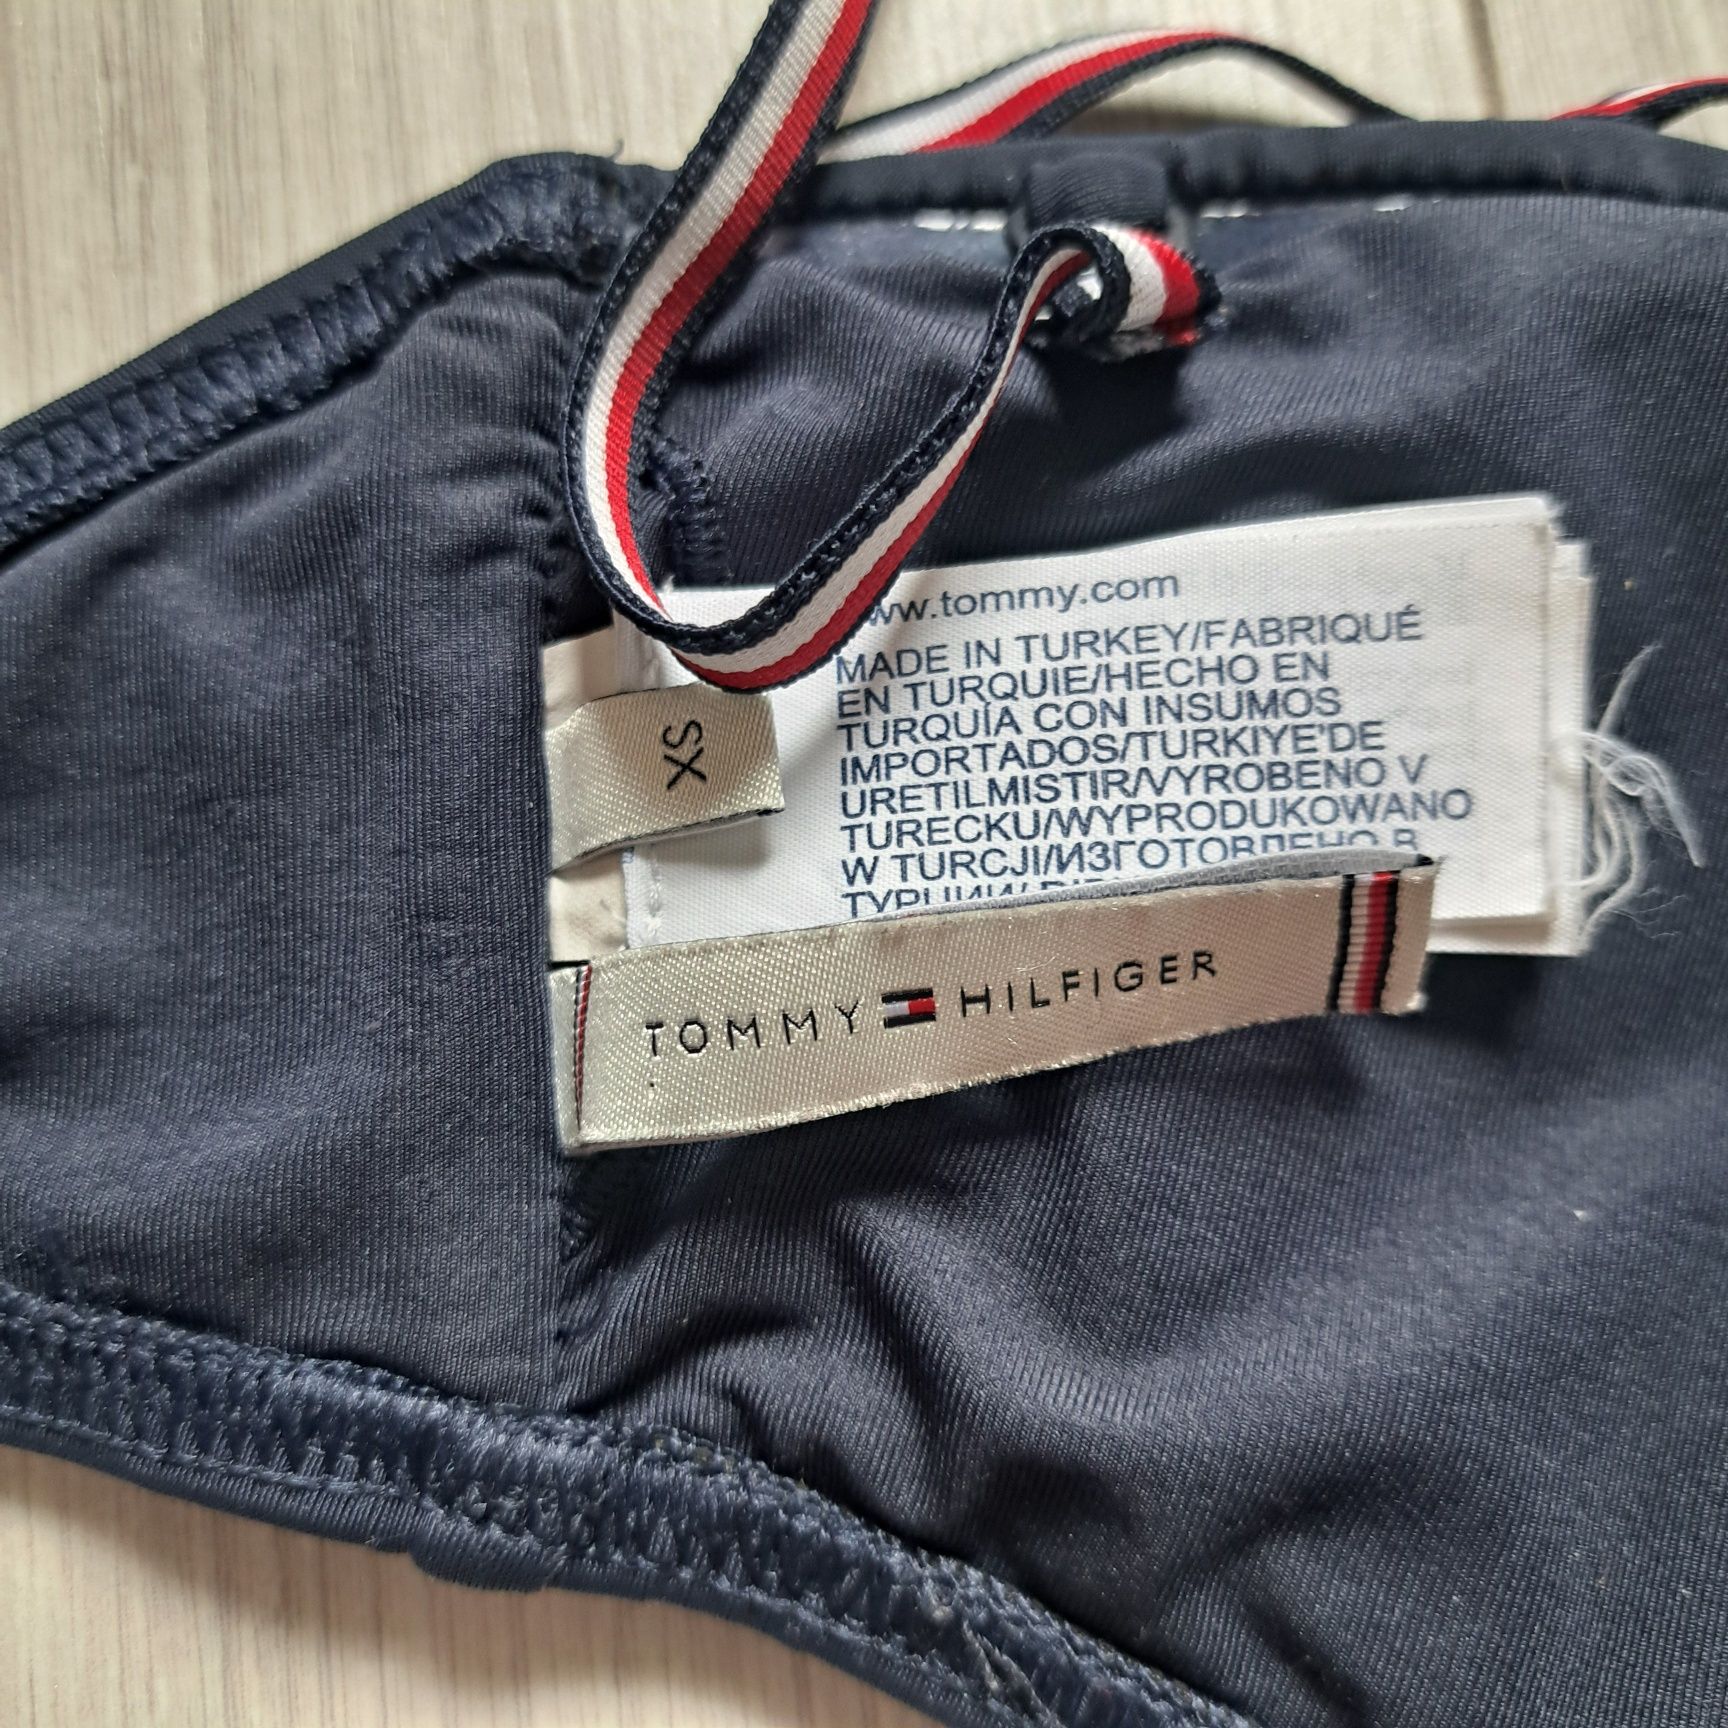 www.tommy.com
MADE IN TURKEY/FABRIQUÉ
EN TURQUIE/HECHO EN
TURQUÍA CON INSUMOS
IMPORTADOS/TURKIYE'DE
URETILMISTIR/VYROBENO V
TURECKU/WYPRODUKOWANO
W TURCJI/ИЗГОТОВЛЕНО В
ТУРЦИИ/
XS
TOMMY HILFIGER